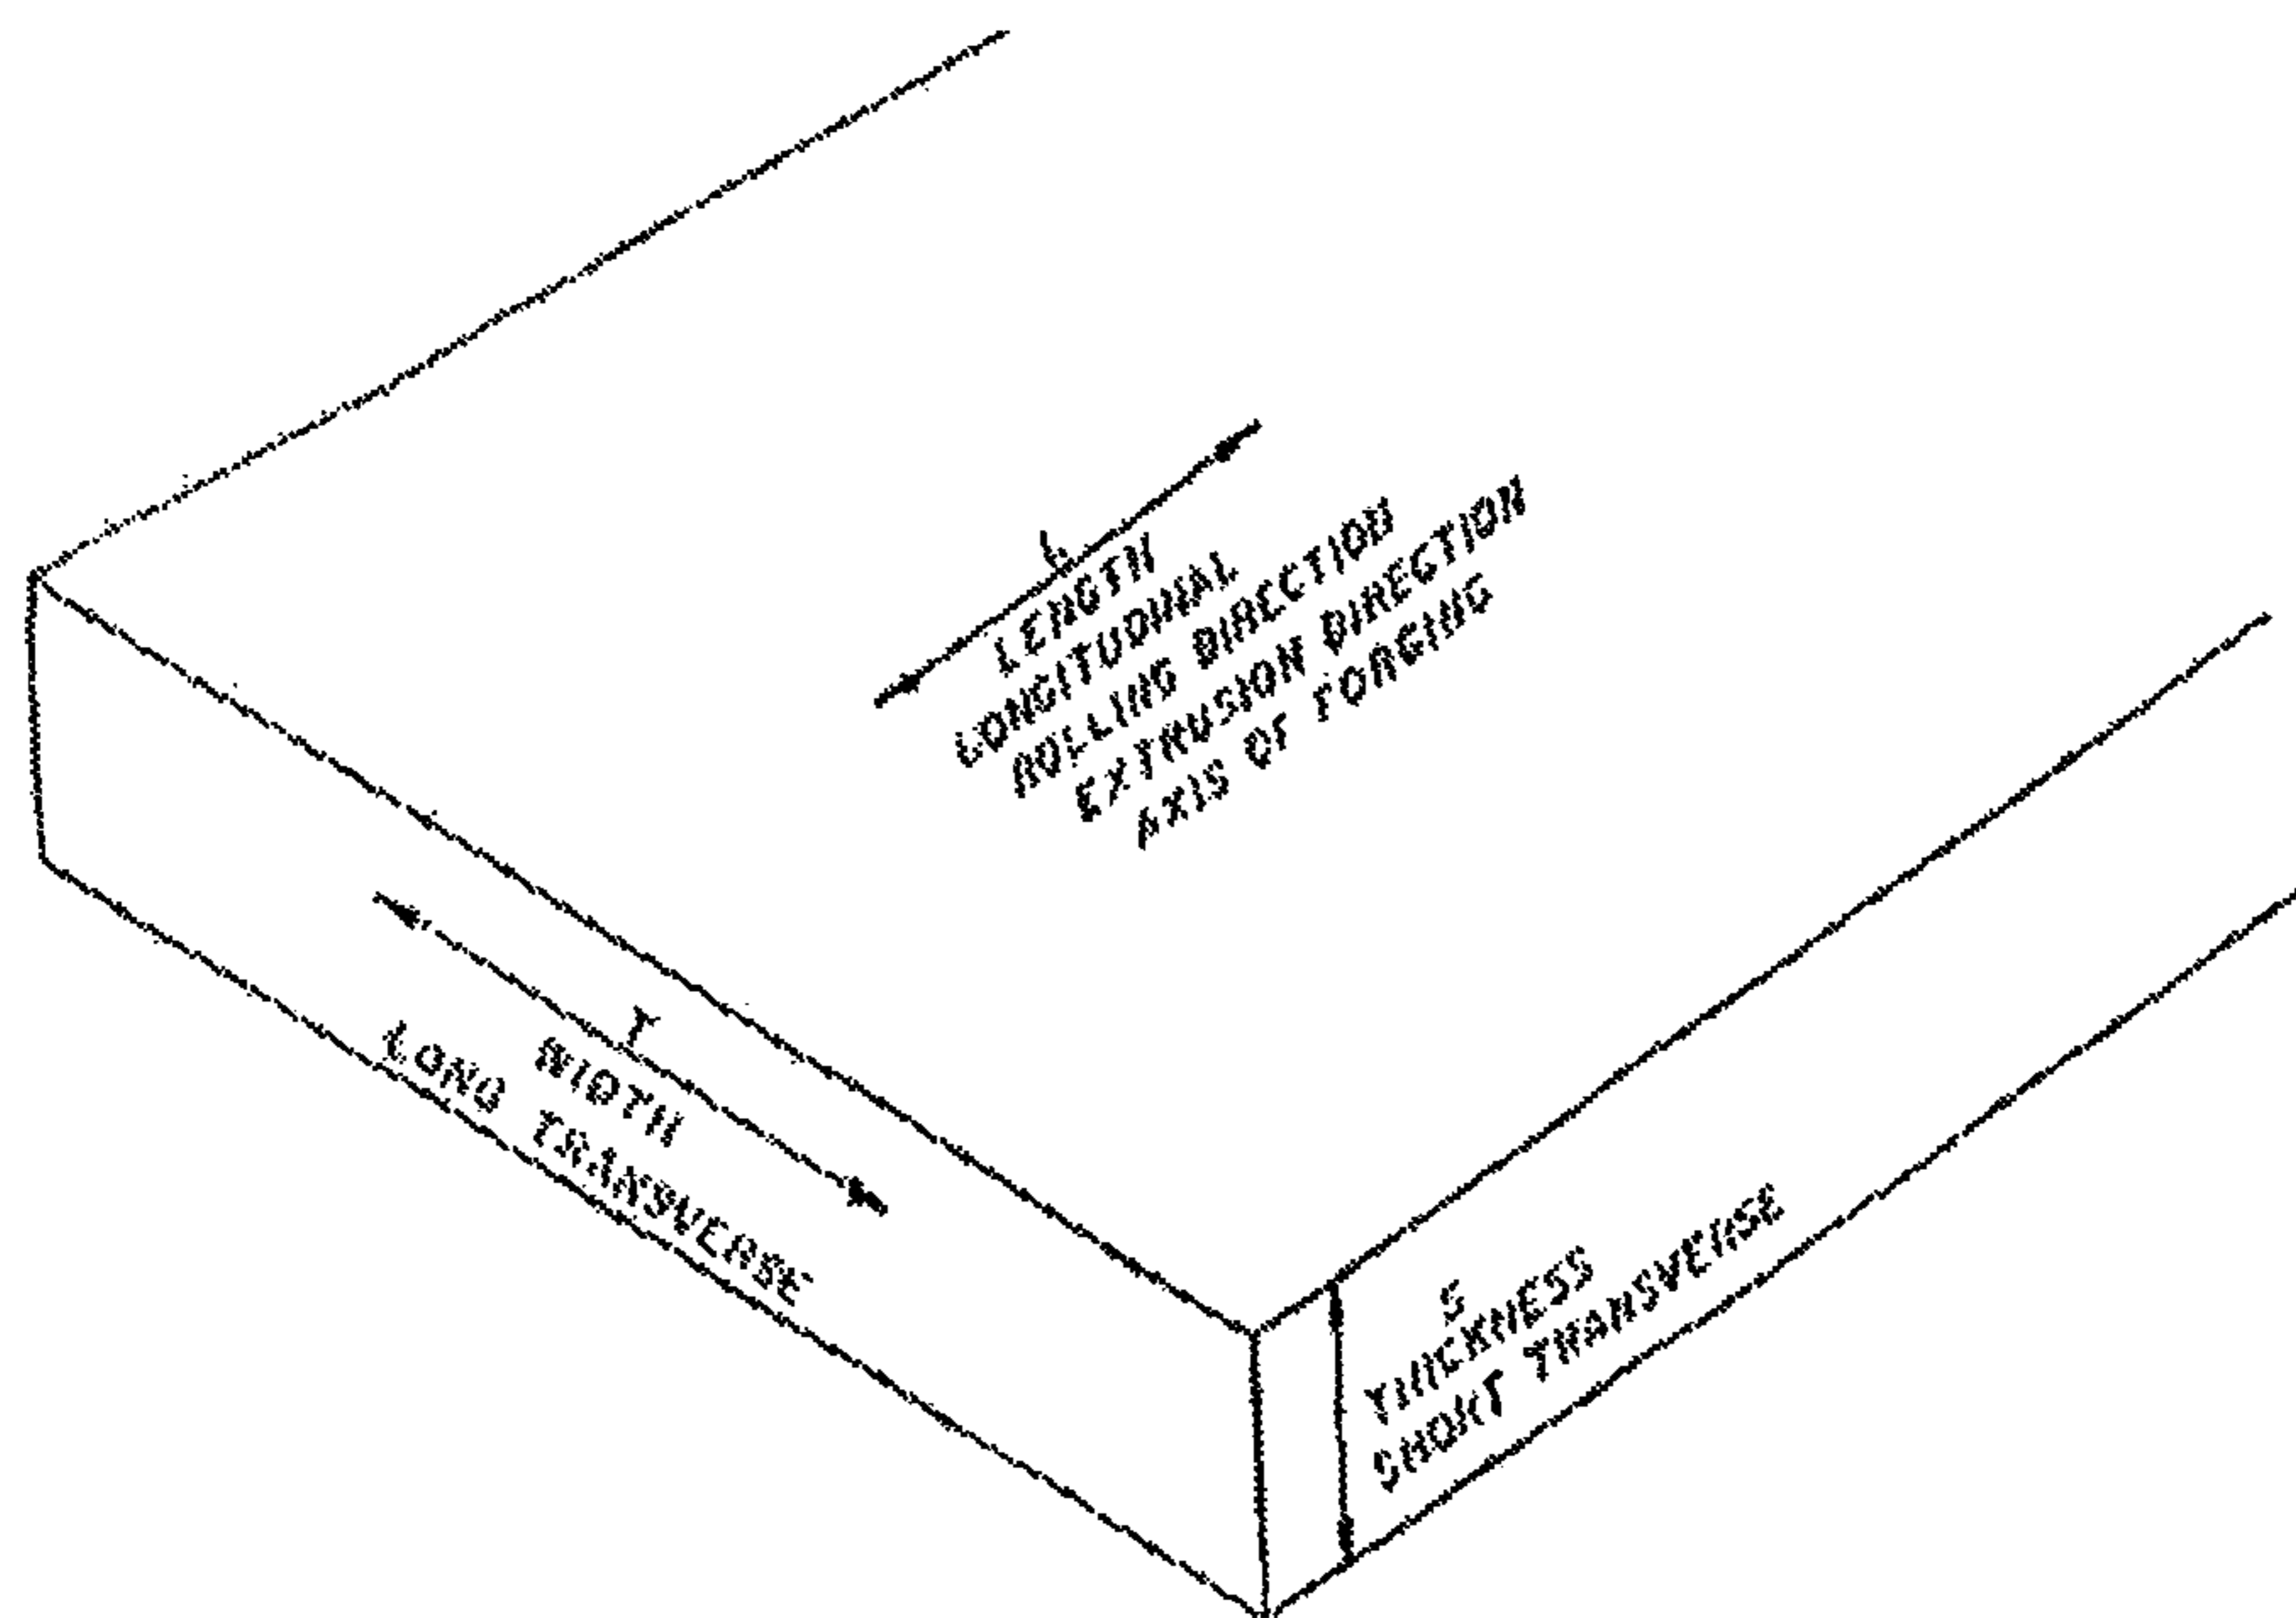 L
LENGTH
LONGITUDINAL
ROLLING DIRECTION
EXTRUSION DIRECTION
AXIS OF FORGING
T
WIDTH
LONG TRANSVERSE
S
THICKNESS
SHORT TRANSVERSE